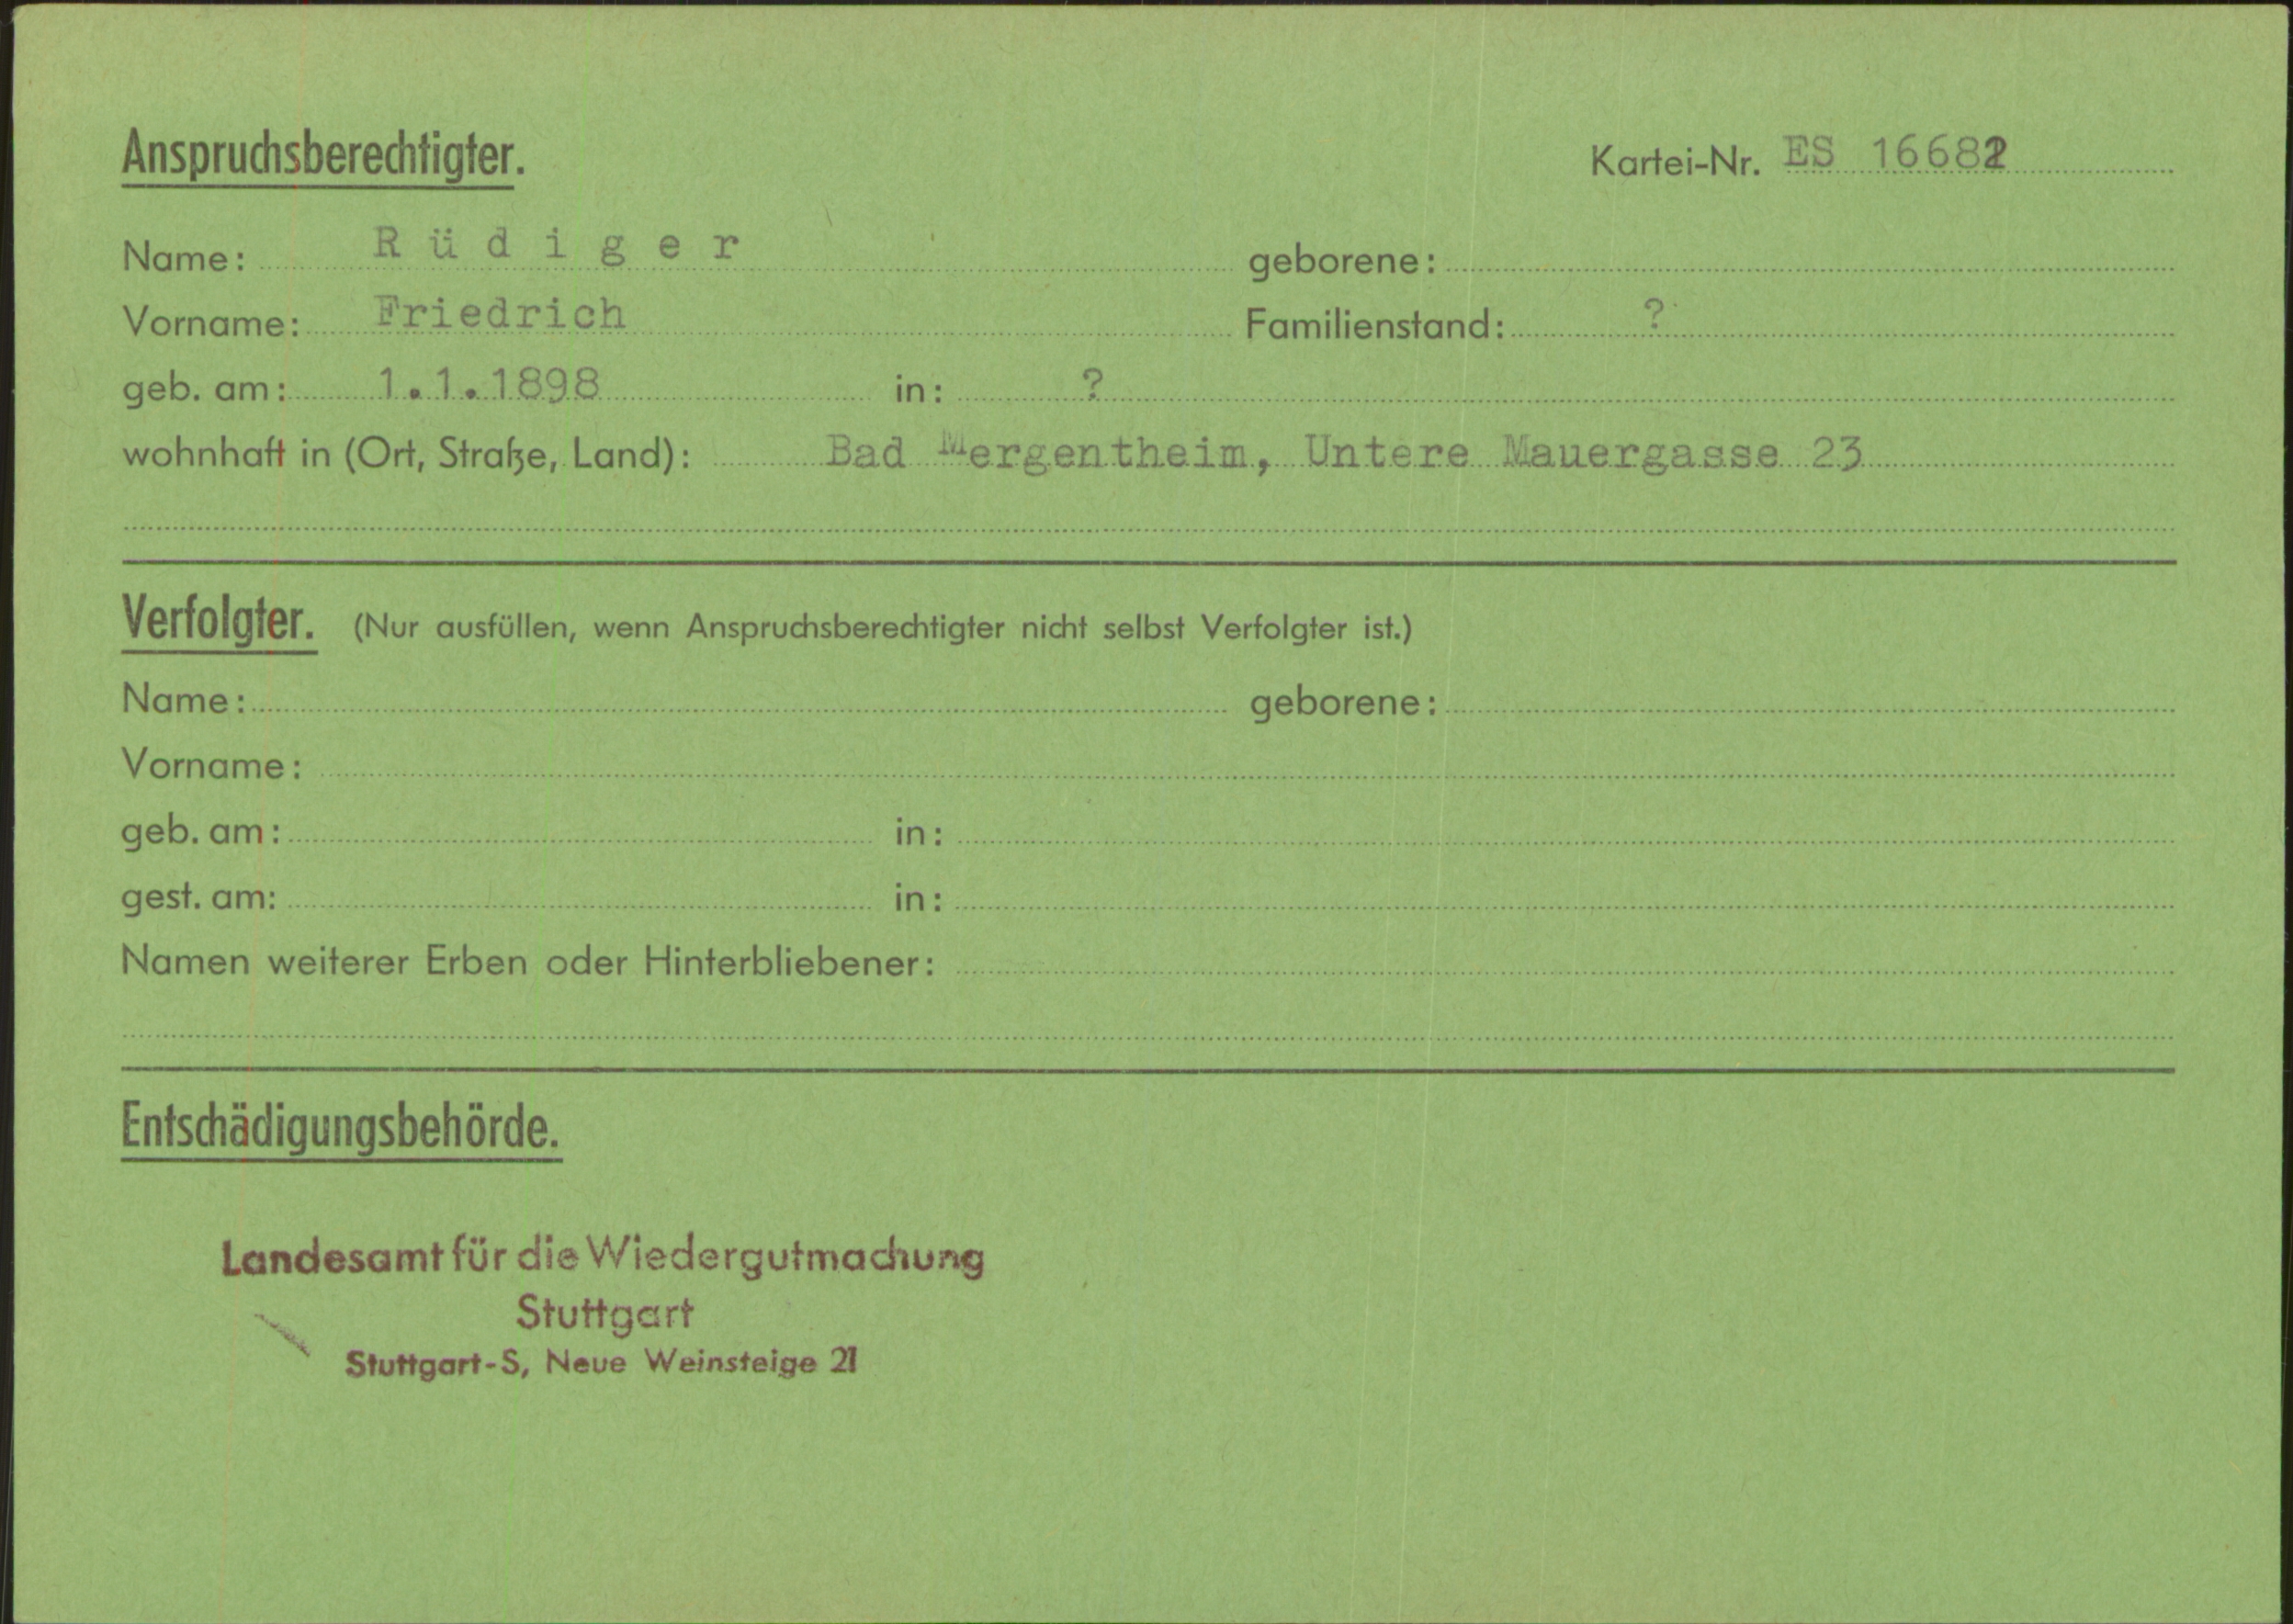 Anspruchsberechtigter.
Kartei-Nr. ES 16682
Name: Rüdiger geborene:
Vorname: Friedrich Familienstand: ?
geb. am: 1.1.1898 in: ?
wohnhaft in (Ort, Straße, Land): Bad Mergentheim, Untere Mauergasse 23
Verfolgter. (Nur ausfüllen, wenn Anspruchsberechtigter nicht selbst Verfolgter ist.)
Name: geborene:
Vorname:
geb. am: in:
gest. am: in:
Namen weiterer Erben oder Hinterbliebener:
Entschädigungsbehörde.
Landesamt für die Wiedergutmachung
Stuttgart
Stuttgart-S, Neue Weinsteige 21